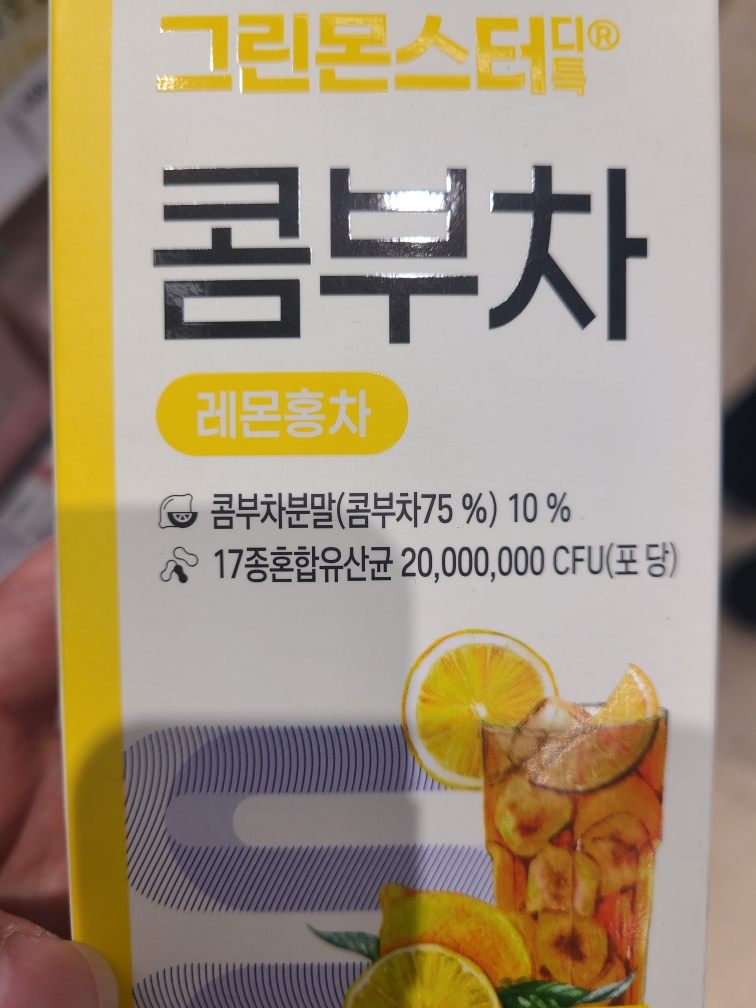 그린몬스터 디톡®
콤부차
레몬홍차
콤부차분말(콤부차75 %) 10 %
17종혼합유산균 20,000,000 CFU(포 당)